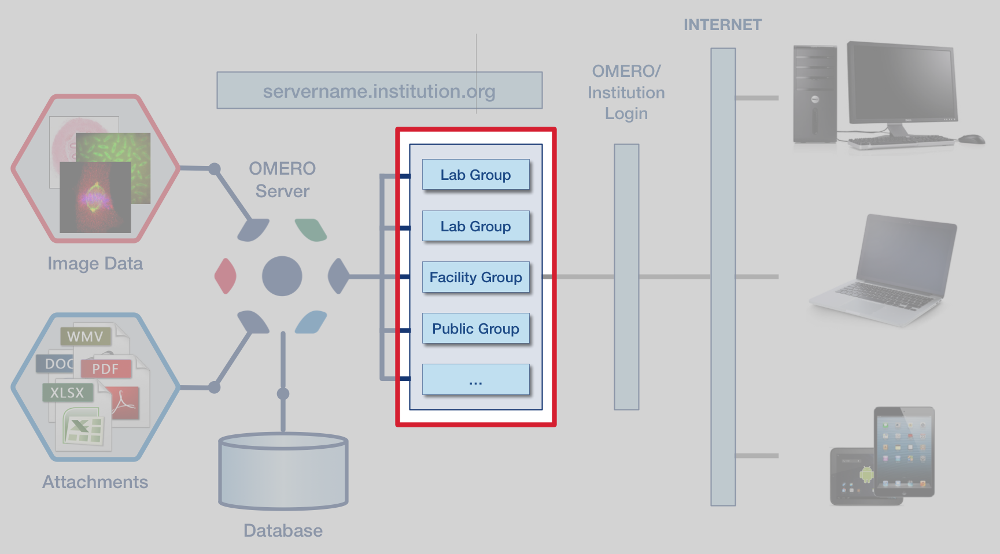 INTERNET
servername.institution.org
OMERO/
Institution
Login
OMERO
Server
Image Data
Lab Group
Lab Group
Facility Group
Public Group
...
WMV
DOC
PDF
XLSX
Attachments
Database